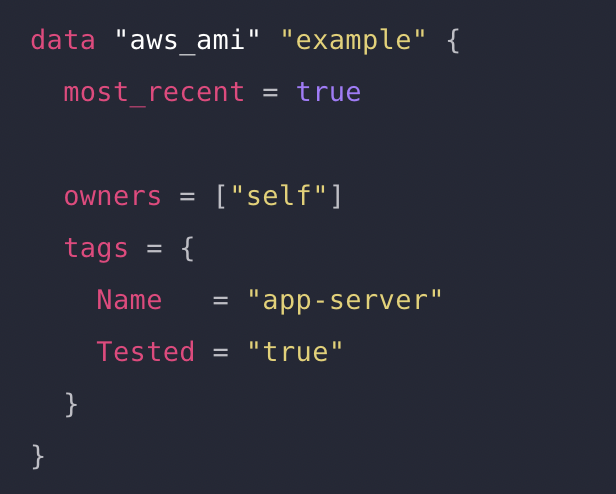 data "aws_ami" "example" {
  most_recent = true

  owners = ["self"]
  tags = {
    Name   = "app-server"
    Tested = "true"
  }
}